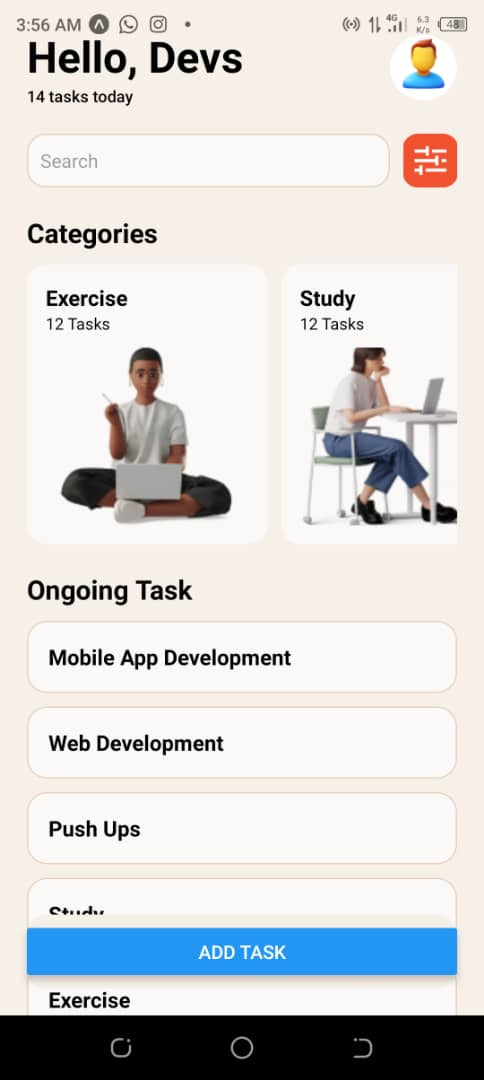 3:56 AM
4G
6.3
K/s
48
Hello, Devs
14 tasks today
Search
Categories
Exercise
12 Tasks
Study
12 Tasks
Ongoing Task
Mobile App Development
Web Development
Push Ups
Study
ADD TASK
Exercise